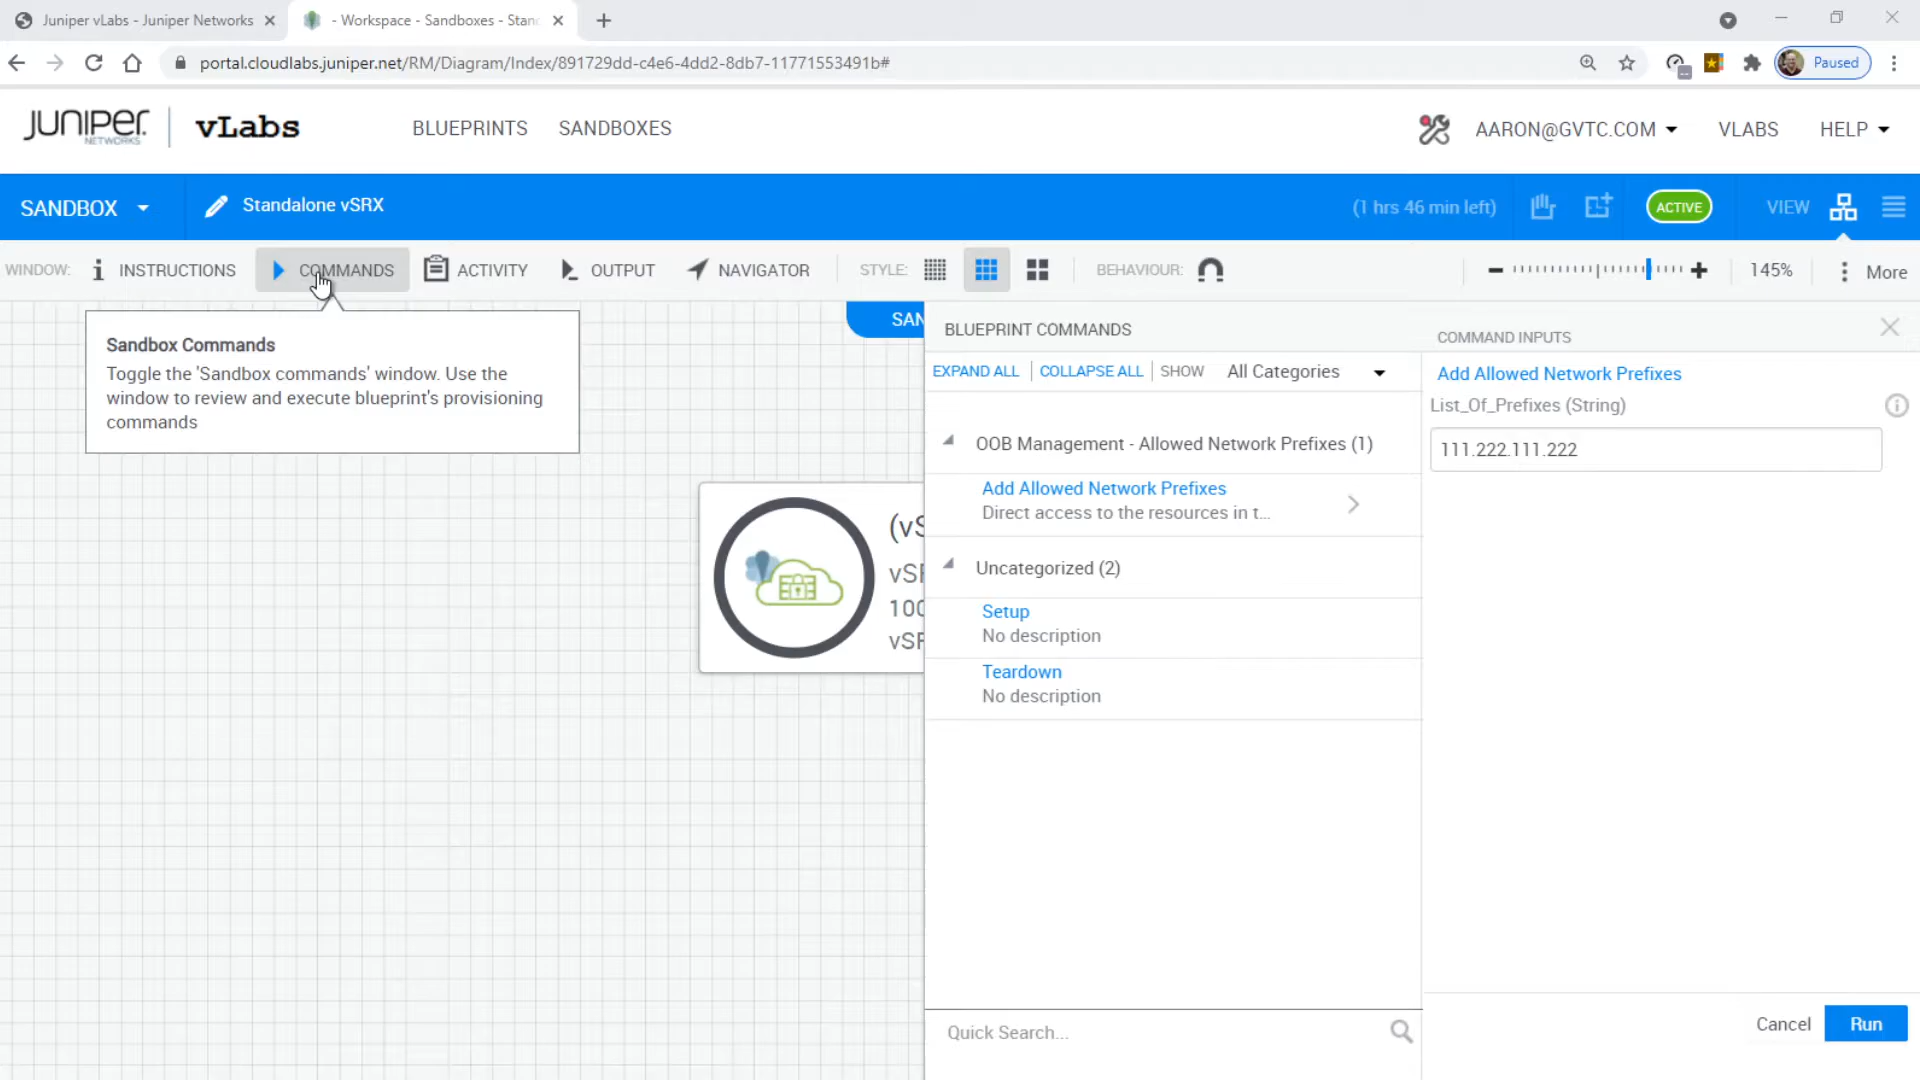 Juniper vLabs - Juniper Networks
- Workspace - Sandboxes - Stan
portal.cloudlabs.juniper.net/RM/Diagram/Index/891729dd-c4e6-4dd2-8db7-11771553491b#
Paused
JUNIPER NETWORKS
vLabs
BLUEPRINTS
SANDBOXES
AARON@GVTC.COM
VLABS
HELP
SANDBOX
Standalone vSRX
(1 hrs 46 min left)
ACTIVE
VIEW
WINDOW:
INSTRUCTIONS
COMMANDS
ACTIVITY
OUTPUT
NAVIGATOR
STYLE:
BEHAVIOUR:
145%
More
Sandbox Commands
Toggle the 'Sandbox commands' window. Use the
window to review and execute blueprint's provisioning
commands
SAN
(vS
vSR
100
vSR
BLUEPRINT COMMANDS
EXPAND ALL
COLLAPSE ALL
SHOW
All Categories
OOB Management - Allowed Network Prefixes (1)
Add Allowed Network Prefixes
Direct access to the resources in t...
Uncategorized (2)
Setup
No description
Teardown
No description
Quick Search...
COMMAND INPUTS
Add Allowed Network Prefixes
List_Of_Prefixes (String)
111.222.111.222
Cancel
Run